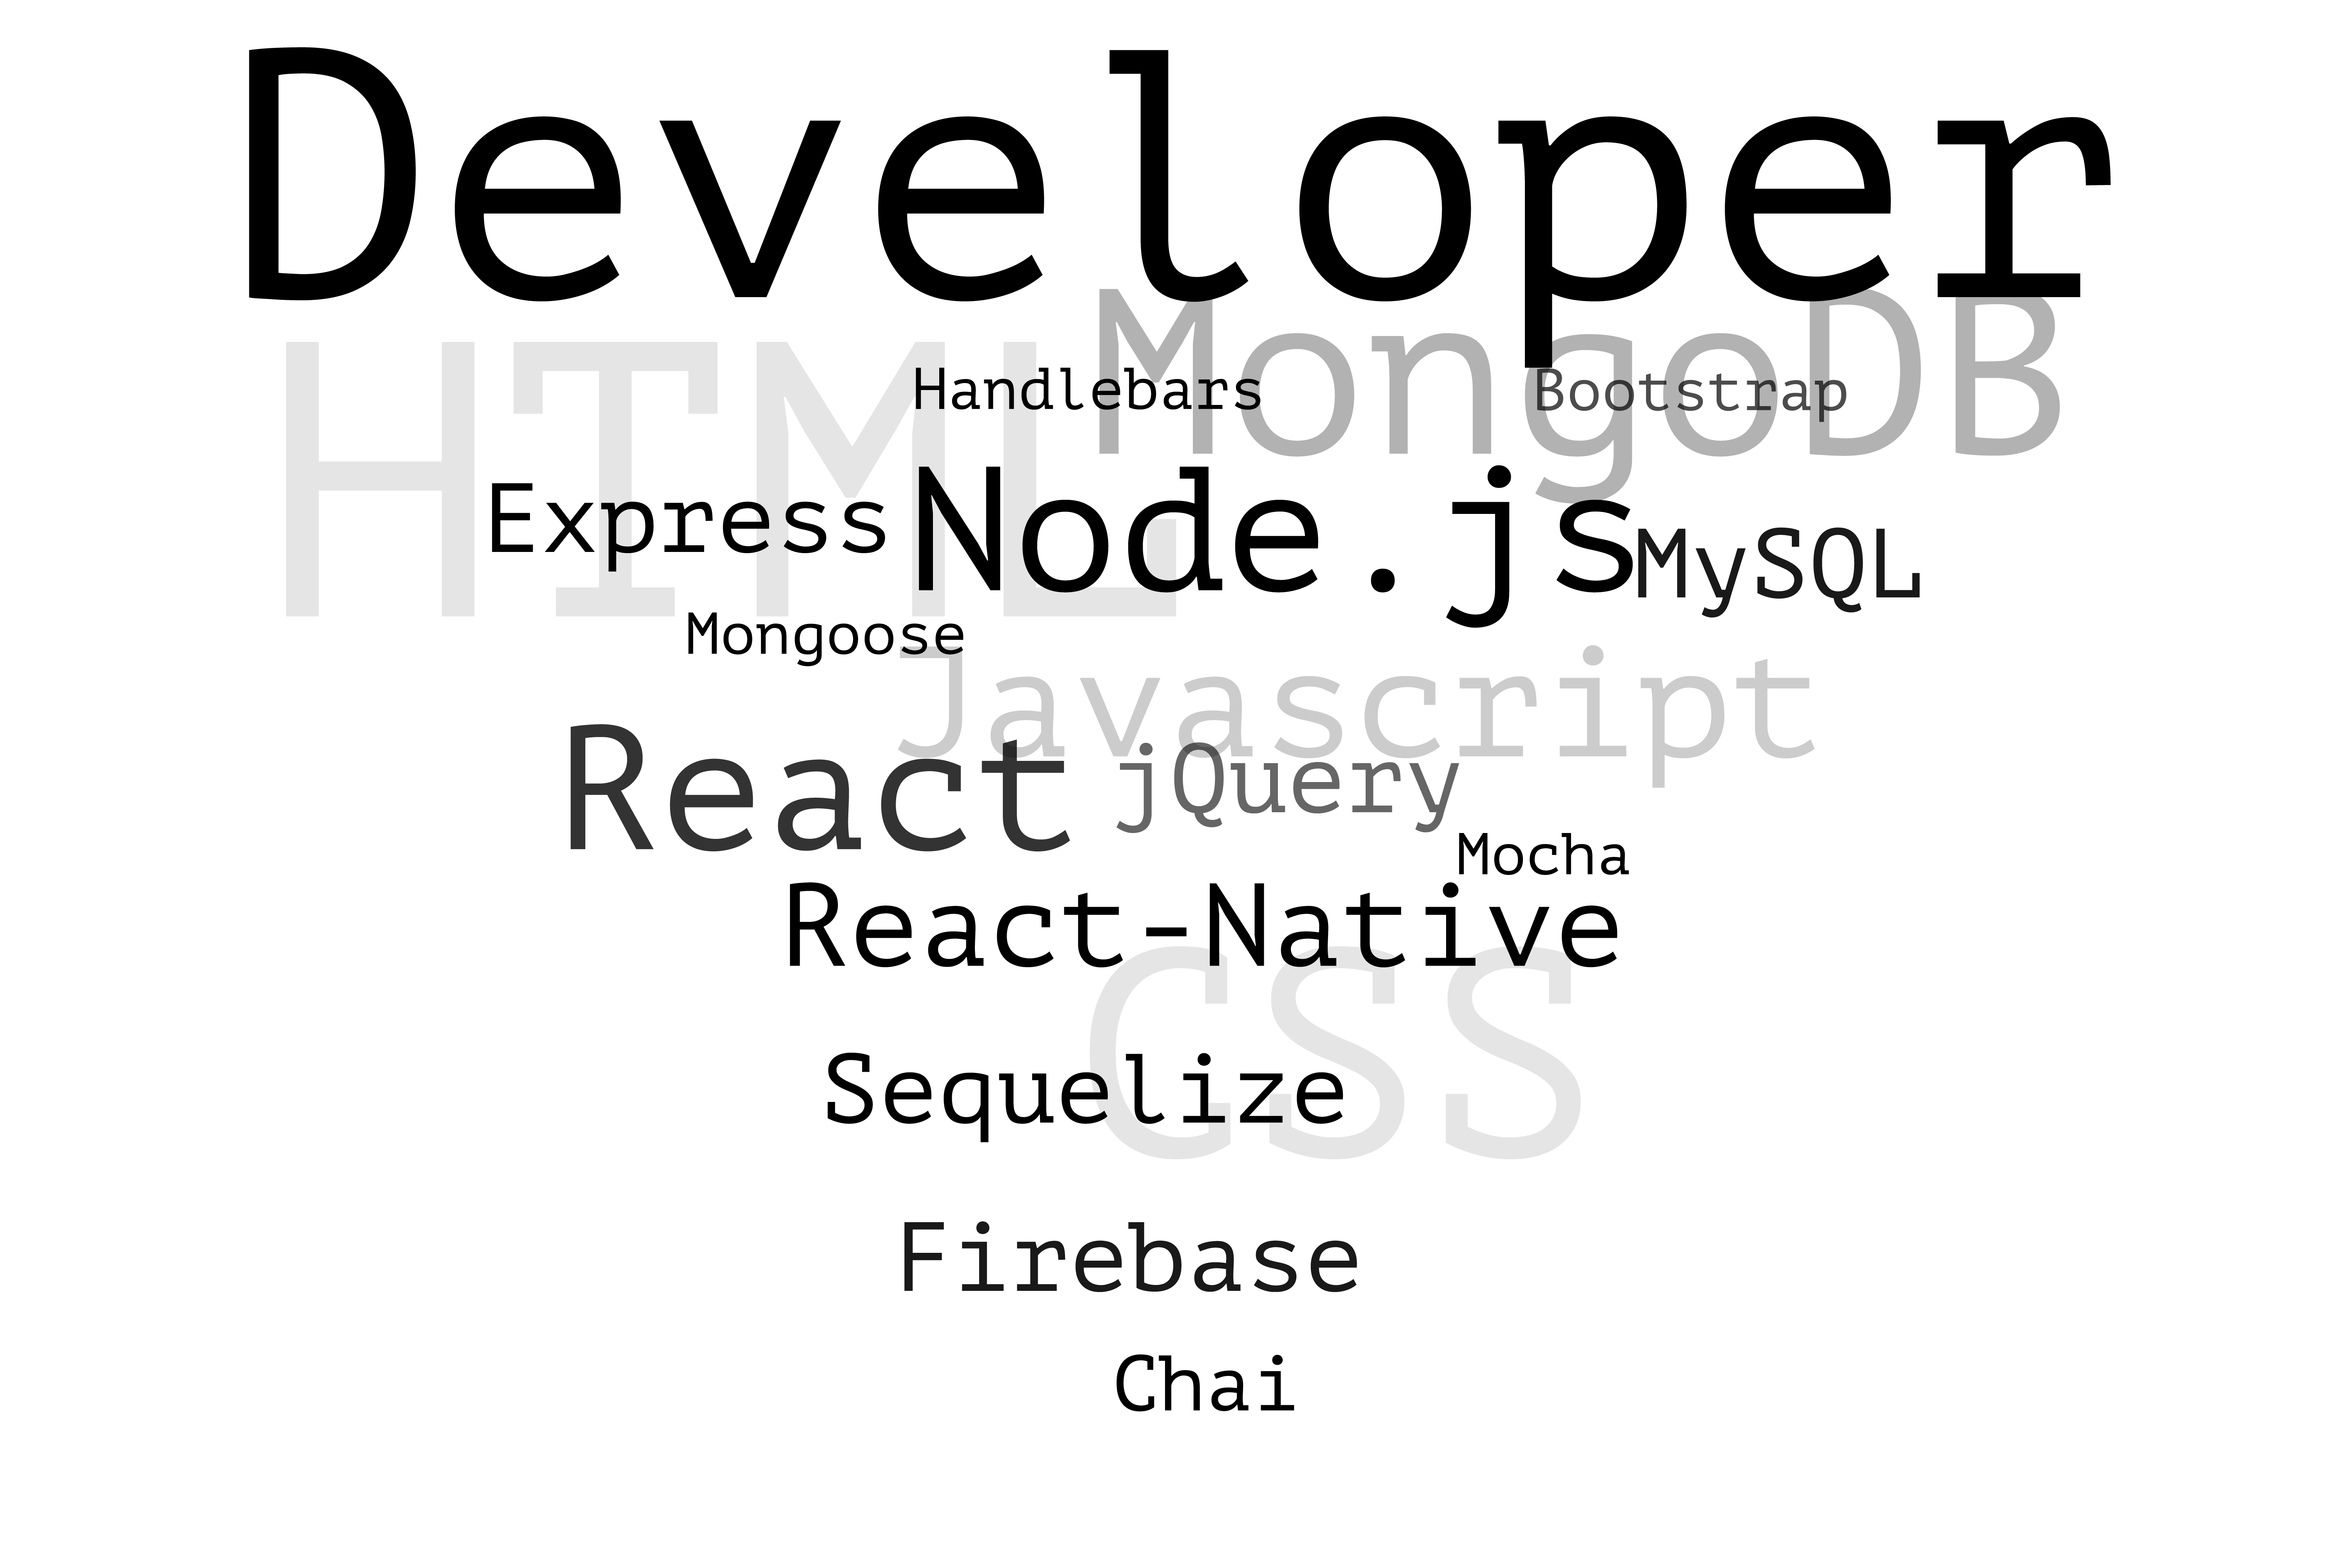 Developer
MongoDB
HTML
Handlebars
Bootstrap
Express
Node.js
MySQL
Mongoose
Javascript
React
jQuery
Mocha
React-Native
CSS
Sequelize
Firebase
Chai